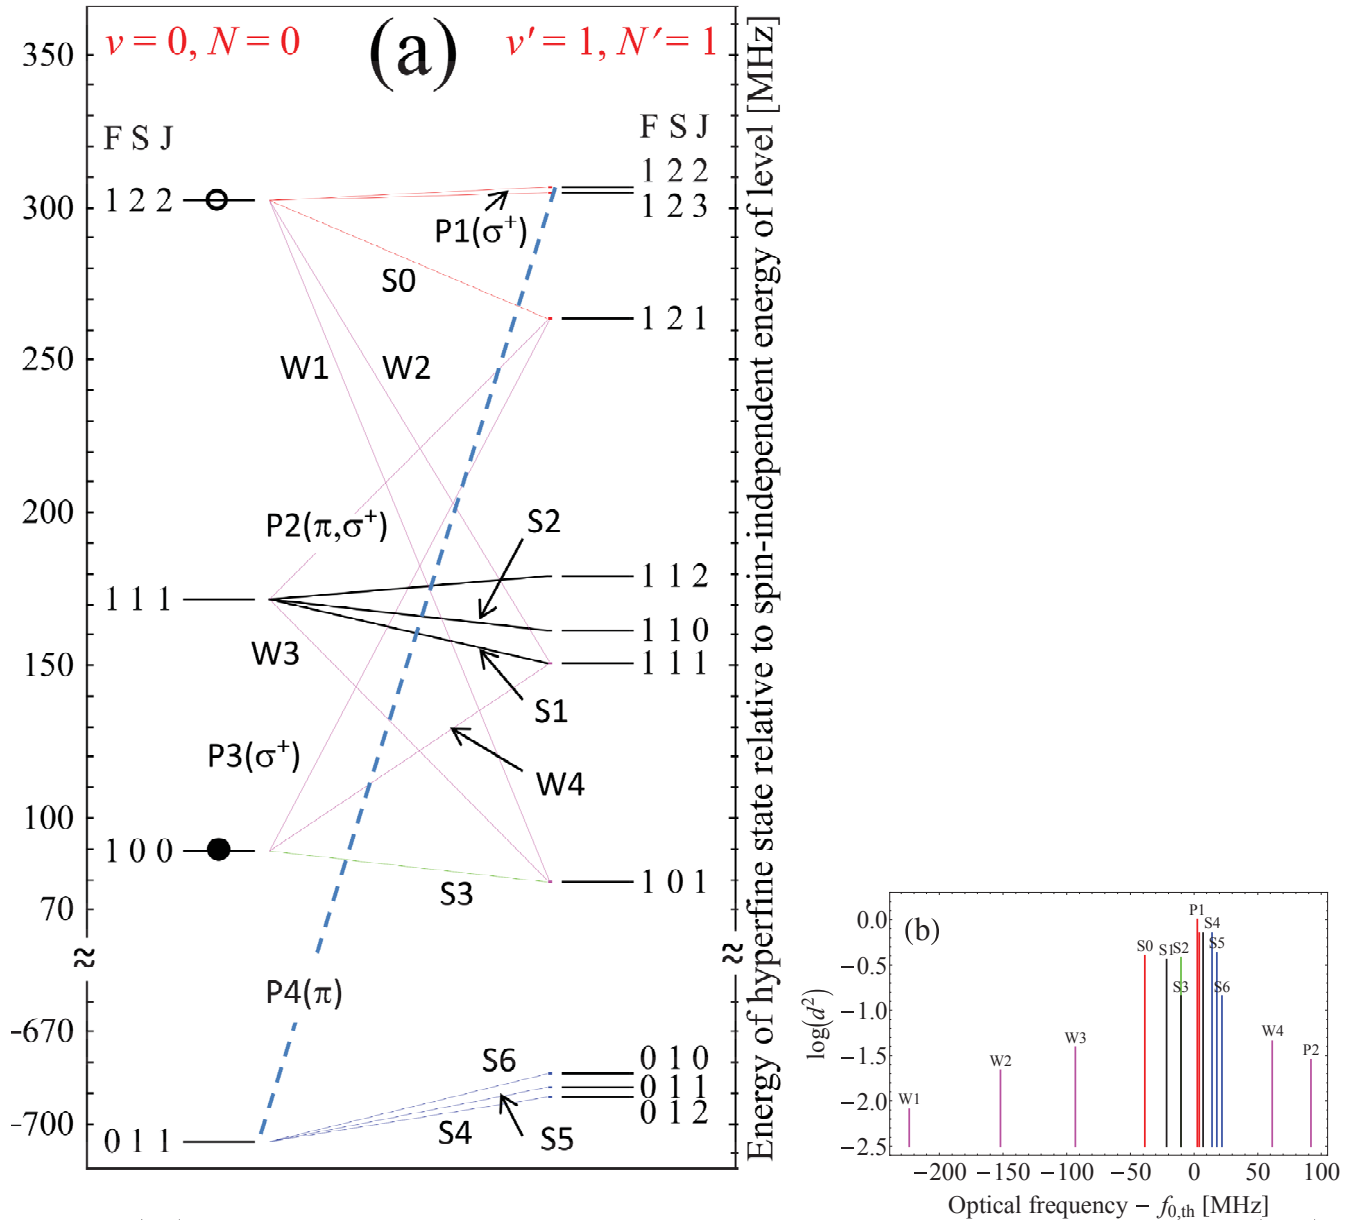 v = 0, N = 0
(a)
v′ = 1, N′ = 1
350
300
250
200
150
100
70
≈
-670
-700
F S J
1 2 2
1 1 1
1 0 0
0 1 1
F S J
1 2 2
1 2 3
1 2 1
1 1 2
1 1 0
1 1 1
1 0 1
≈
0 1 0
0 1 1
0 1 2
P1(σ⁺)
S0
W1
W2
P2(π,σ⁺)
S2
W3
S1
P3(σ⁺)
W4
S3
P4(π)
S6
S4
S5
Energy of hyperfine state relative to spin-independent energy of level [MHz]
(b)
log(d²)
0.0
−0.5
−1.0
−1.5
−2.0
−2.5
P1
S4
S0
S1
S2
S5
S3
S6
W3
W4
W2
P2
W1
−200 −150 −100 −50 0 50 100
Optical frequency − f₀,th [MHz]